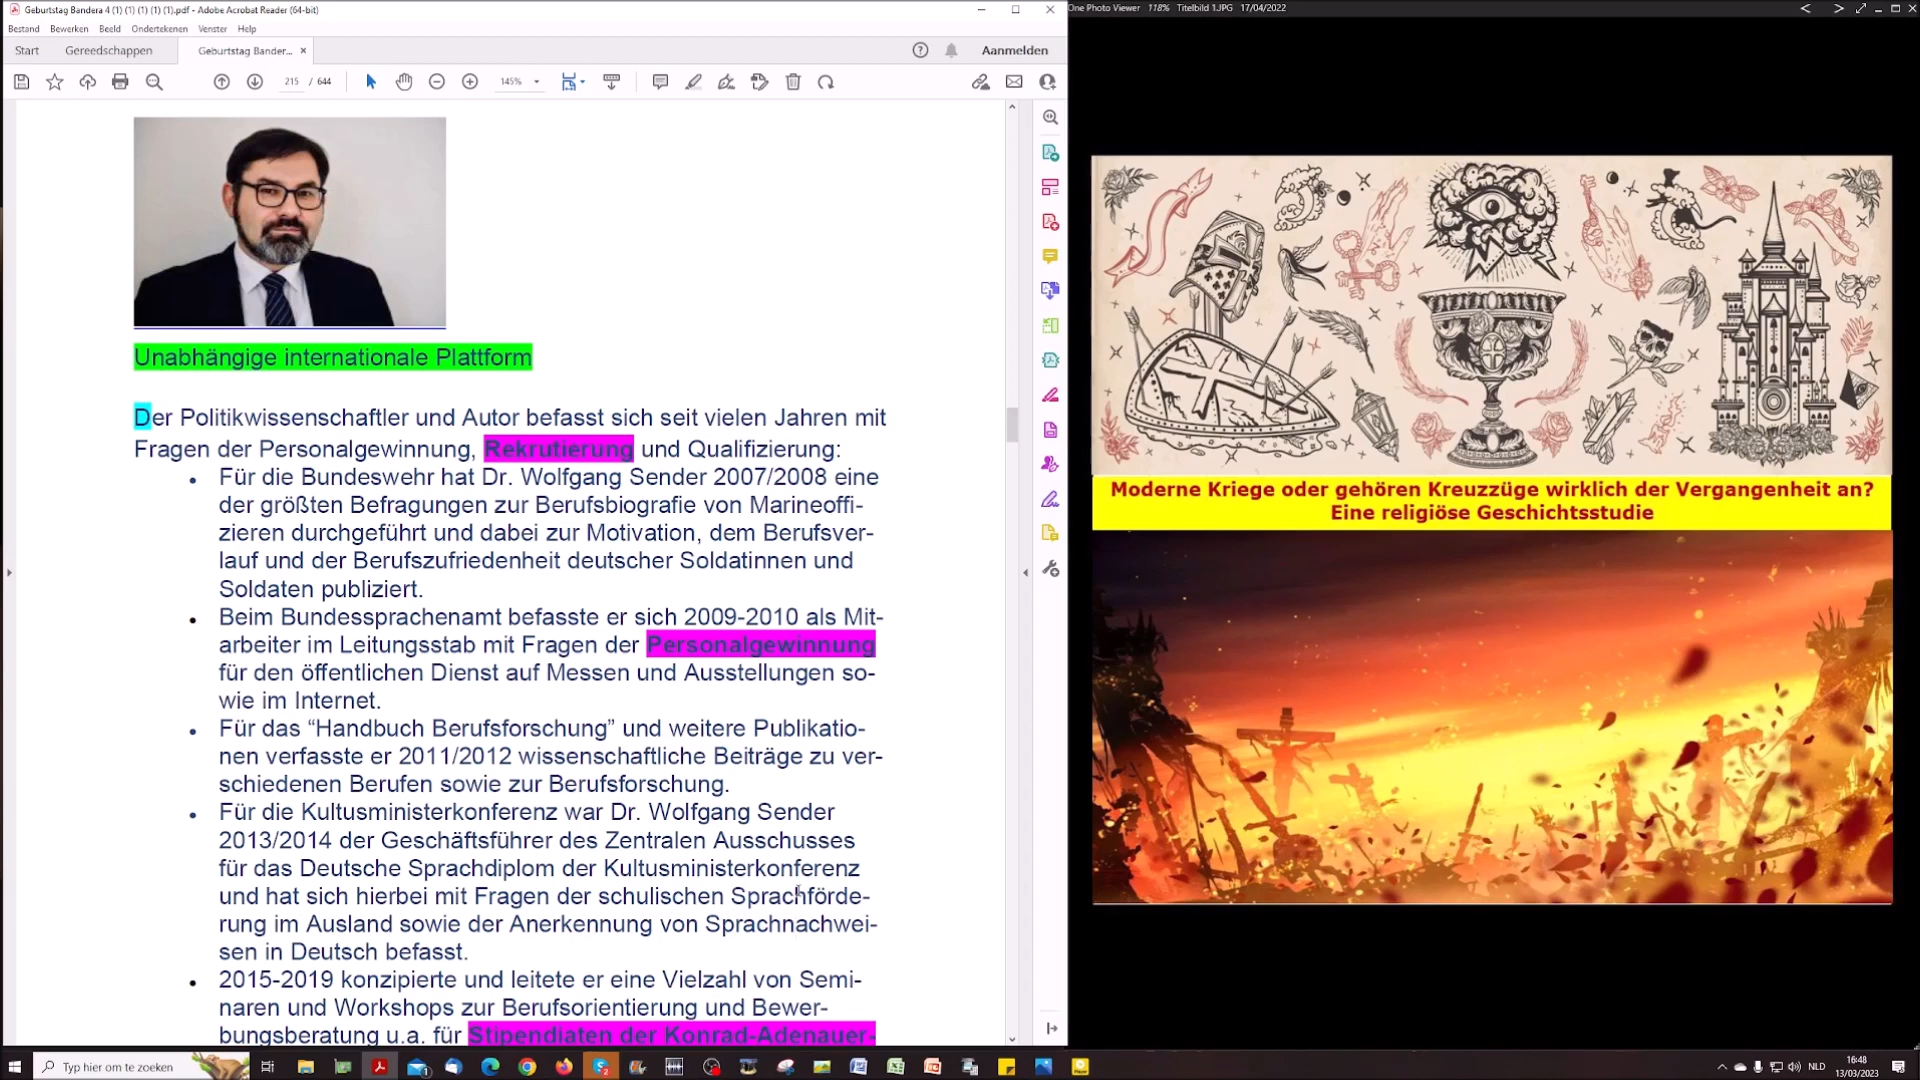 Geburtstag Bandera 4 (1) (1) (1) (1) (1).pdf - Adobe Acrobat Reader (64-bit)
Bestand Bewerken Beeld Ondertekenen Venster Help
Start Gereedschappen Geburtstag Bander... × Aanmelden
215 / 644 145%
Unabhängige internationale Plattform
Der Politikwissenschaftler und Autor befasst sich seit vielen Jahren mit
Fragen der Personalgewinnung, Rekrutierung und Qualifizierung:
• Für die Bundeswehr hat Dr. Wolfgang Sender 2007/2008 eine
der größten Befragungen zur Berufsbiografie von Marineoffi-
zieren durchgeführt und dabei zur Motivation, dem Berufsver-
lauf und der Berufszufriedenheit deutscher Soldatinnen und
Soldaten publiziert.
• Beim Bundessprachenamt befasste er sich 2009-2010 als Mit-
arbeiter im Leitungsstab mit Fragen der Personalgewinnung
für den öffentlichen Dienst auf Messen und Ausstellungen so-
wie im Internet.
• Für das “Handbuch Berufsforschung” und weitere Publikatio-
nen verfasste er 2011/2012 wissenschaftliche Beiträge zu ver-
schiedenen Berufen sowie zur Berufsforschung.
• Für die Kultusministerkonferenz war Dr. Wolfgang Sender
2013/2014 der Geschäftsführer des Zentralen Ausschusses
für das Deutsche Sprachdiplom der Kultusministerkonferenz
und hat sich hierbei mit Fragen der schulischen Sprachförde-
rung im Ausland sowie der Anerkennung von Sprachnachwei-
sen in Deutsch befasst.
• 2015-2019 konzipierte und leitete er eine Vielzahl von Semi-
naren und Workshops zur Berufsorientierung und Bewer-
bungsberatung u.a. für Stipendiaten der Konrad-Adenauer-
One Photo Viewer 118% Titelbild 1.JPG 17/04/2022
Moderne Kriege oder gehören Kreuzzüge wirklich der Vergangenheit an?
Eine religiöse Geschichtsstudie
Typ hier om te zoeken
NLD
16:48
13/03/2023